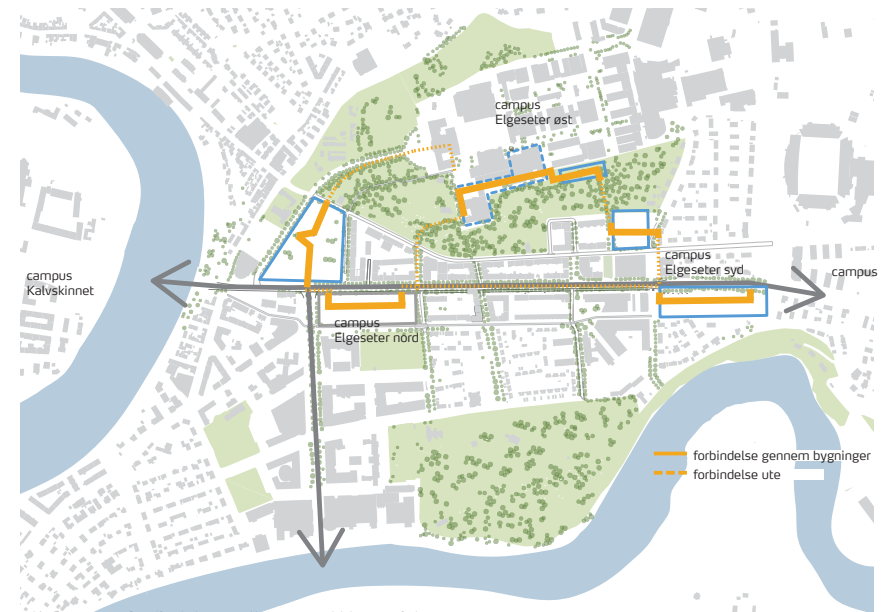 campus
Elgeseter øst
campus
Kalvskinnet
campus
Elgeseter syd
campus
campus
Elgeseter nord
forbindelse gennem bygninger
forbindelse ute